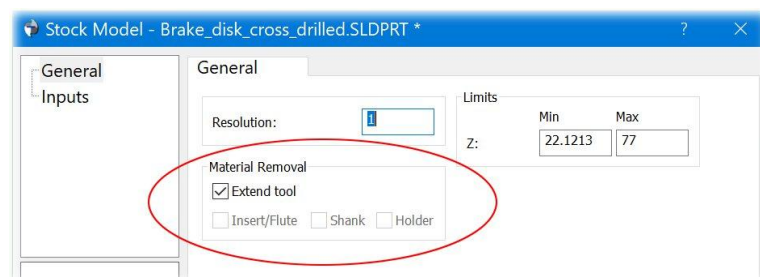 Stock Model - Brake_disk_cross_drilled.SLDPRT *
?
General
Inputs
General
Resolution: 1
Limits
Min Max
Z: 22.1213 77
Material Removal
Extend tool
Insert/Flute Shank Holder